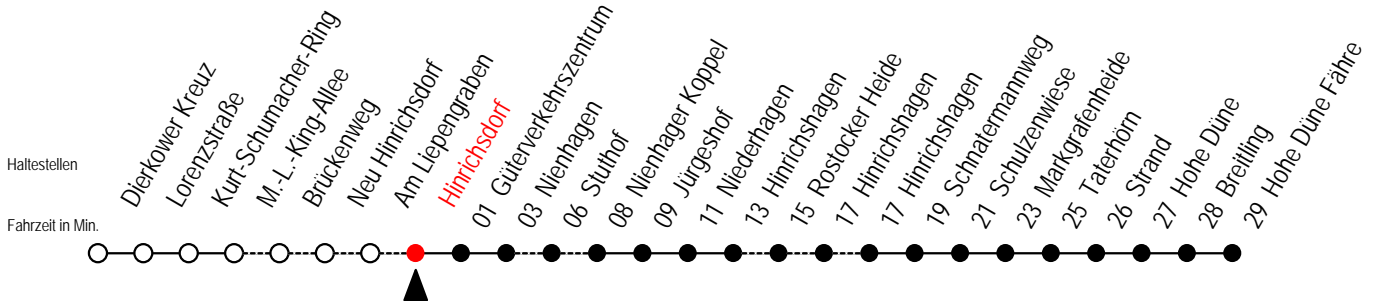 Haltestellen
Dierkower Kreuz
Lorenzstraße
Kurt-Schumacher-Ring
M.-L.-King-Allee
Brückenweg
Neu Hinrichsdorf
Am Liepengraben
Hinrichsdorf
01 Güterverkehrszentrum
03 Nienhagen
06 Stuthof
08 Nienhager Koppel
09 Jürgeshof
11 Niederhagen
13 Hinrichshagen
15 Rostocker Heide
17 Hinrichshagen
17 Hinrichshagen
19 Schnatermannweg
21 Schulzenwiese
23 Markgrafenheide
25 Taterhörn
26 Strand
27 Hohe Düne
28 Breitling
29 Hohe Düne Fähre
Fahrzeit in Min.